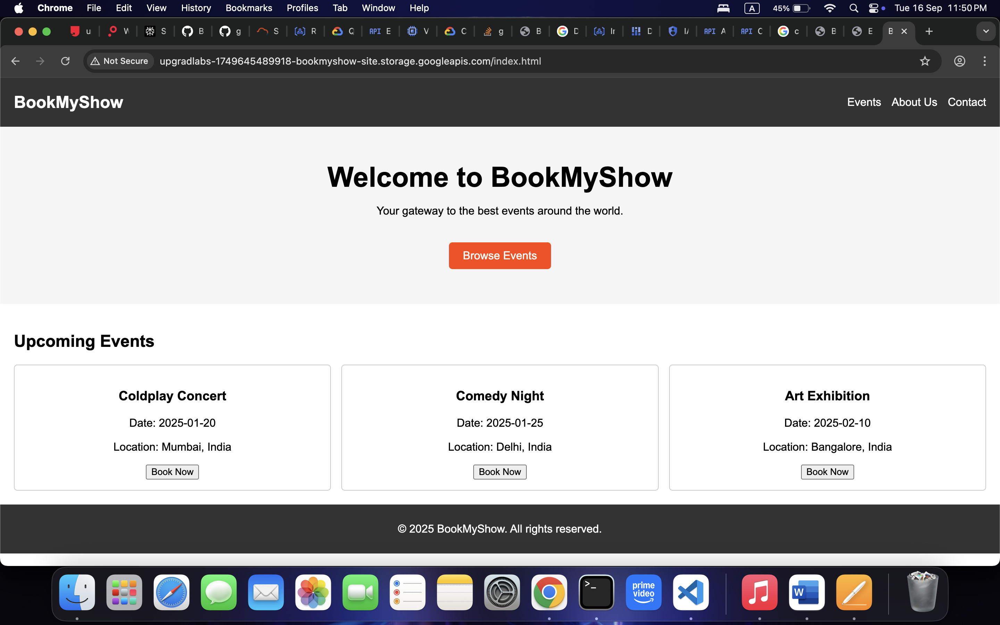 Chrome File Edit View History Bookmarks Profiles Tab Window Help A 45% Tue 16 Sep 11:50 PM
u W S B g S R API E V C g B D In D API A API C c B E B
Not Secure upgradlabs-1749645489918-bookmyshow-site.storage.googleapis.com/index.html
BookMyShow Events About Us Contact
Welcome to BookMyShow
Your gateway to the best events around the world.
Browse Events
Upcoming Events
Coldplay Concert
Date: 2025-01-20
Location: Mumbai, India
Book Now
Comedy Night
Date: 2025-01-25
Location: Delhi, India
Book Now
Art Exhibition
Date: 2025-02-10
Location: Bangalore, India
Book Now
© 2025 BookMyShow. All rights reserved.
>_
prime
video
W